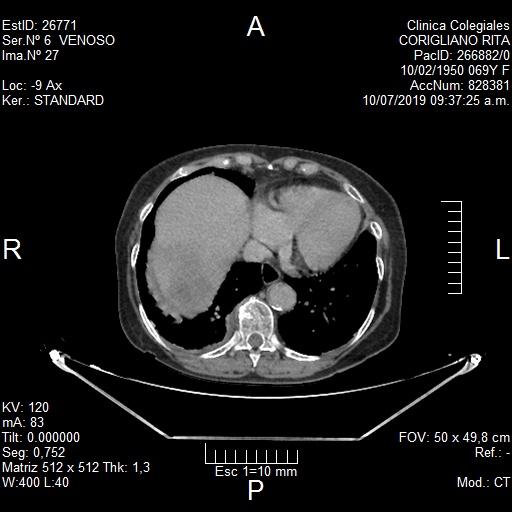 EstID: 26771
Ser.Nº 6 VENOSO
Ima.Nº 27
Loc: -9 Ax
Ker.: STANDARD
A
Clinica Colegiales
CORIGLIANO RITA
PacID: 266882/0
10/02/1950 069Y F
AccNum: 828381
10/07/2019 09:37:25 a.m.
R
L
KV: 120
mA: 83
Tilt: 0.000000
Seg: 0,752
Matriz 512 x 512 Thk: 1,3
W:400 L:40
Esc 1=10 mm
P
FOV: 50 x 49,8 cm
Ref.: -
Mod.: CT